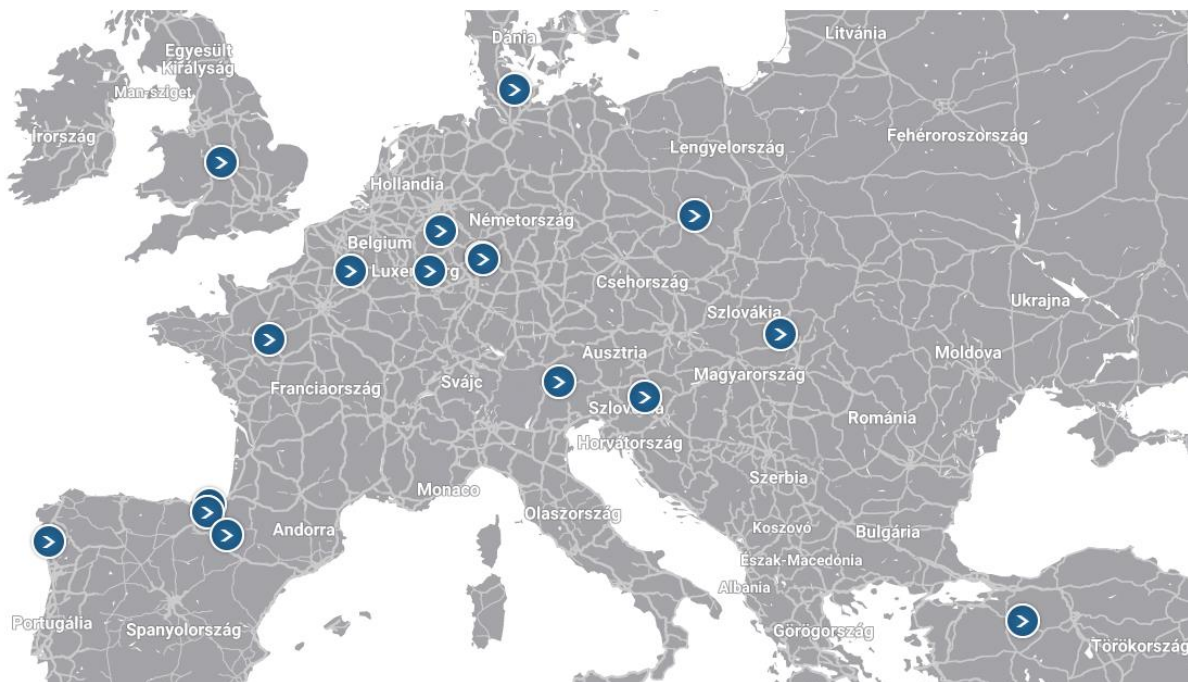 Dánia
Litvánia
Egyesült
Királyság
Man-sziget
Írország
Fehéroroszország
Lengyelország
Hollandia
Németország
Belgium
Csehország
Ukrajna
Szlovákia
Ausztria
Moldova
Magyarország
Svájc
Franciaország
Románia
Horvátország
Szerbia
Monaco
Olaszország
Andorra
Koszovó
Bulgária
Észak-Macedónia
Albánia
Portugália
Spanyolország
Görögország
Törökország